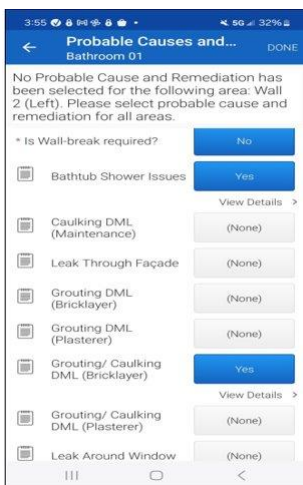 3:55
5G 32%
Probable Causes and...
DONE
Bathroom 01
No Probable Cause and Remediation has
been selected for the following area: Wall
2 (Left). Please select probable cause and
remediation for all areas.
* Is Wall-break required? No
Bathtub Shower Issues Yes
View Details >
Caulking DML
(Maintenance)
(None)
Leak Through Façade (None)
Grouting DML
(Bricklayer)
(None)
Grouting DML
(Plasterer)
(None)
Grouting/ Caulking
DML (Bricklayer)
Yes
View Details >
Grouting/ Caulking
DML (Plasterer)
(None)
Leak Around Window (None)